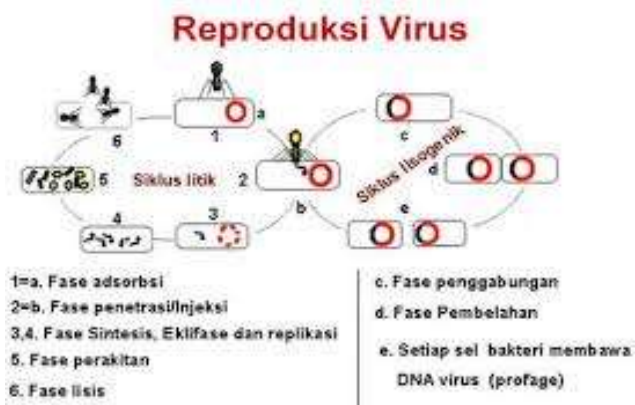 Reproduksi Virus
6
1
a
c
5
Siklus litik
2
Siklus lisogenik
d
4
3
b
e
1=a. Fase adsorbsi
2=b. Fase penetrasi/Injeksi
3,4. Fase Sintesis, Eklifase dan replikasi
5. Fase perakitan
6. Fase lisis
c. Fase penggabungan
d. Fase Pembelahan
e. Setiap sel bakteri membawa
DNA virus (profage)